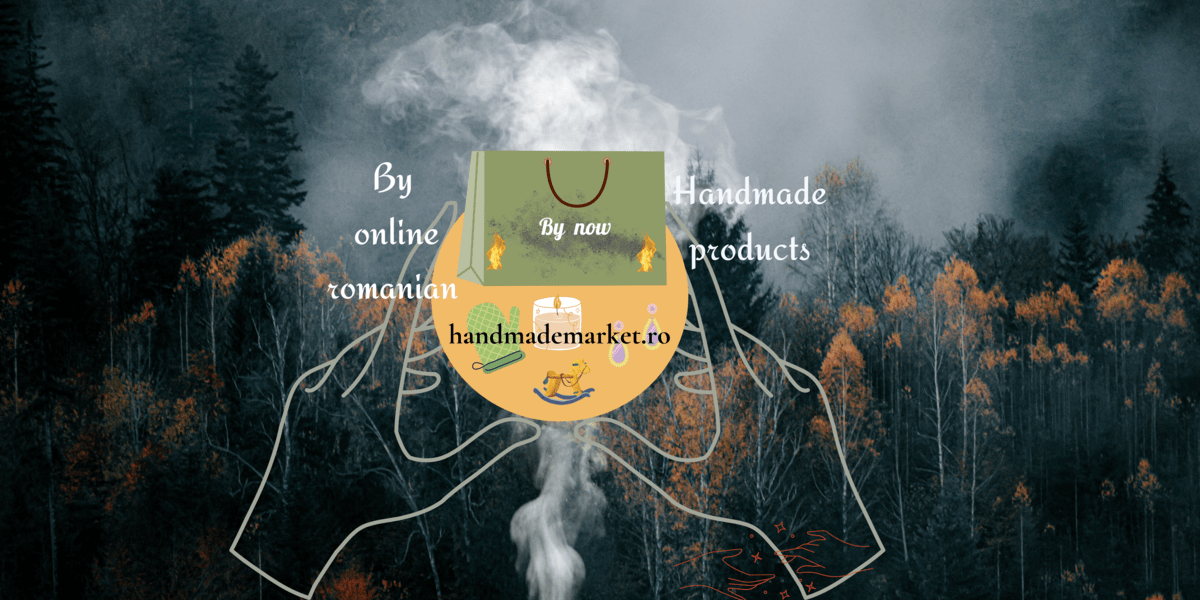 By
online
romanian
By now
Handmade
products
handmademarket.ro